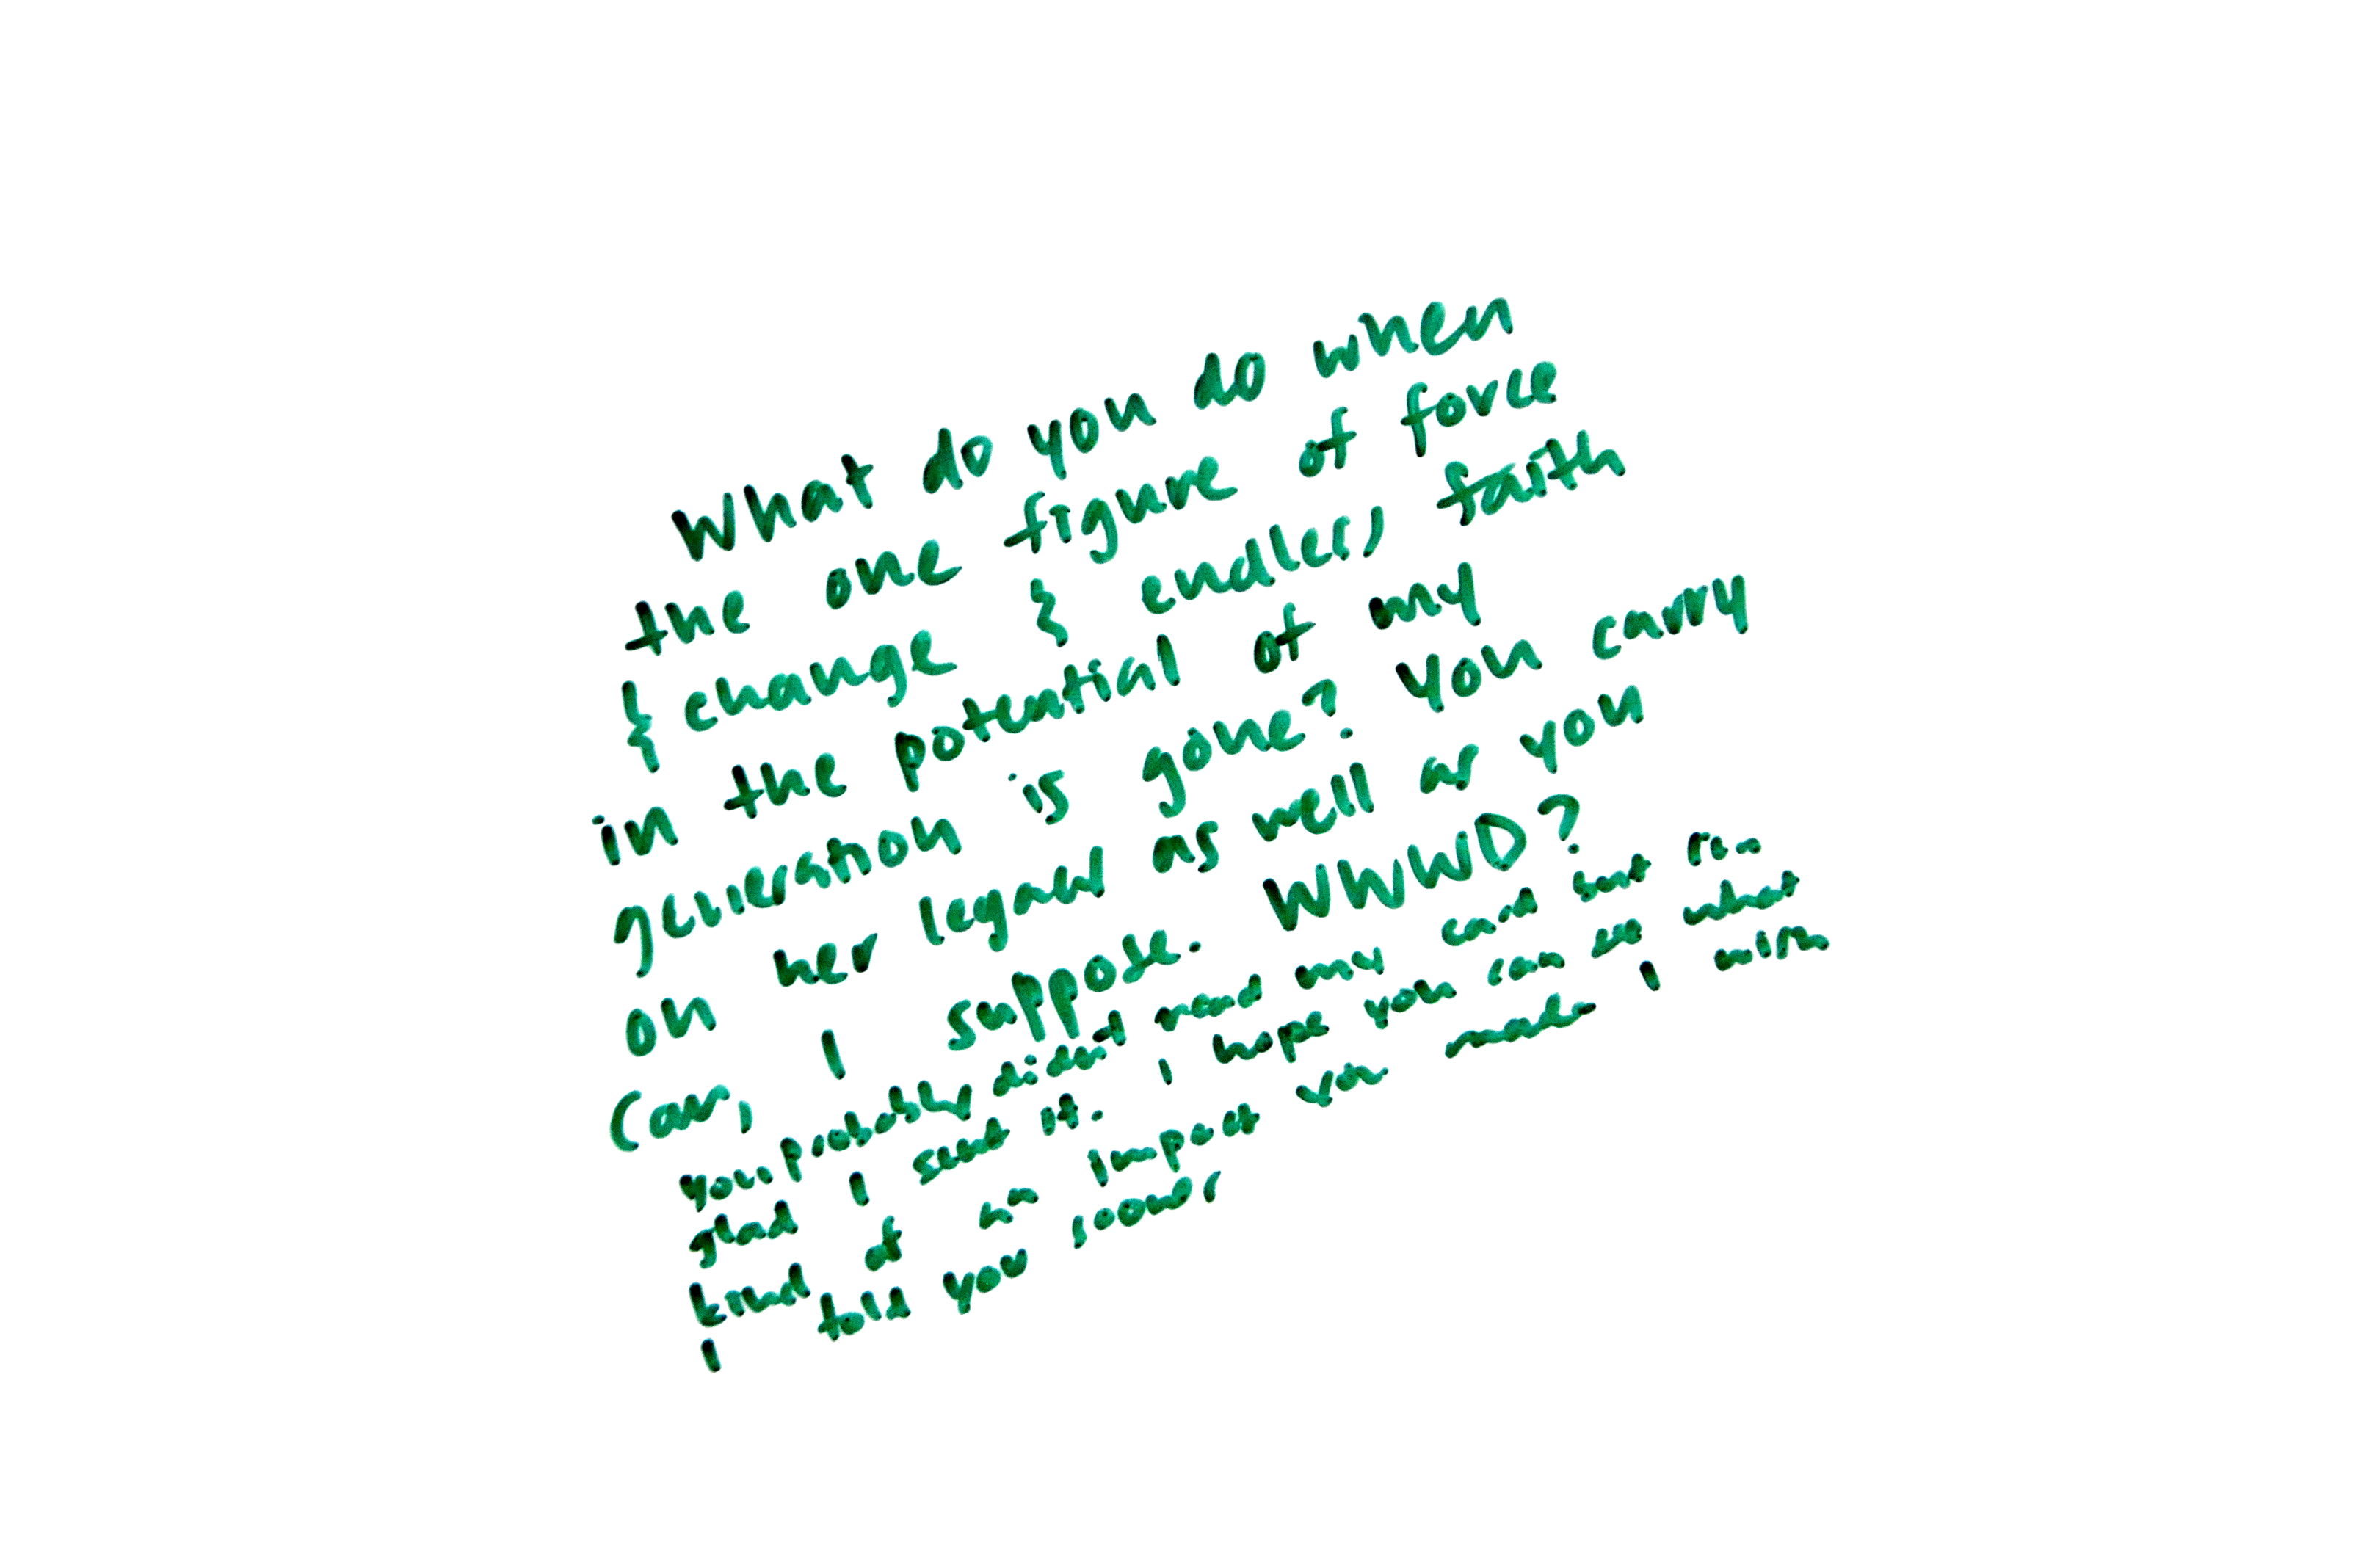 What do you do when
the one figure of force
& change & endless faith
in the potential of my
generation is gone? You carry
on her legacy as well as you
can, I suppose. WWWD?
you probably didn't read my card but I'm
glad I sent it. I hope you can see what
kind of an impact you made I wish
I told you sooner